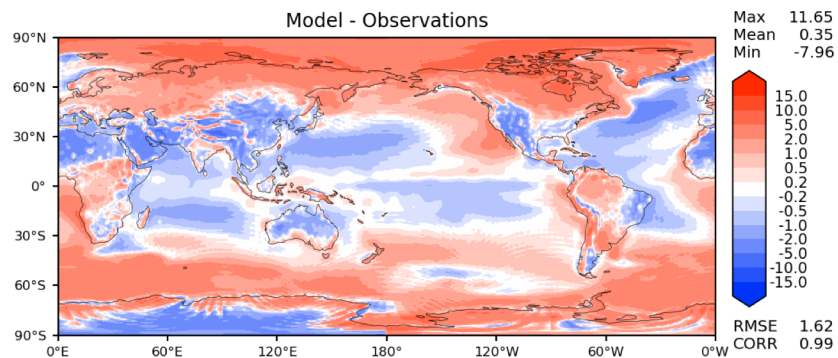 Model - Observations
Max 11.65
Mean 0.35
Min -7.96
90°N
60°N
30°N
0°
30°S
60°S
90°S
0°E 60°E 120°E 180° 120°W 60°W 0°W
15.0
10.0
5.0
2.0
1.0
0.5
0.2
-0.2
-0.5
-1.0
-2.0
-5.0
-10.0
-15.0
RMSE 1.62
CORR 0.99